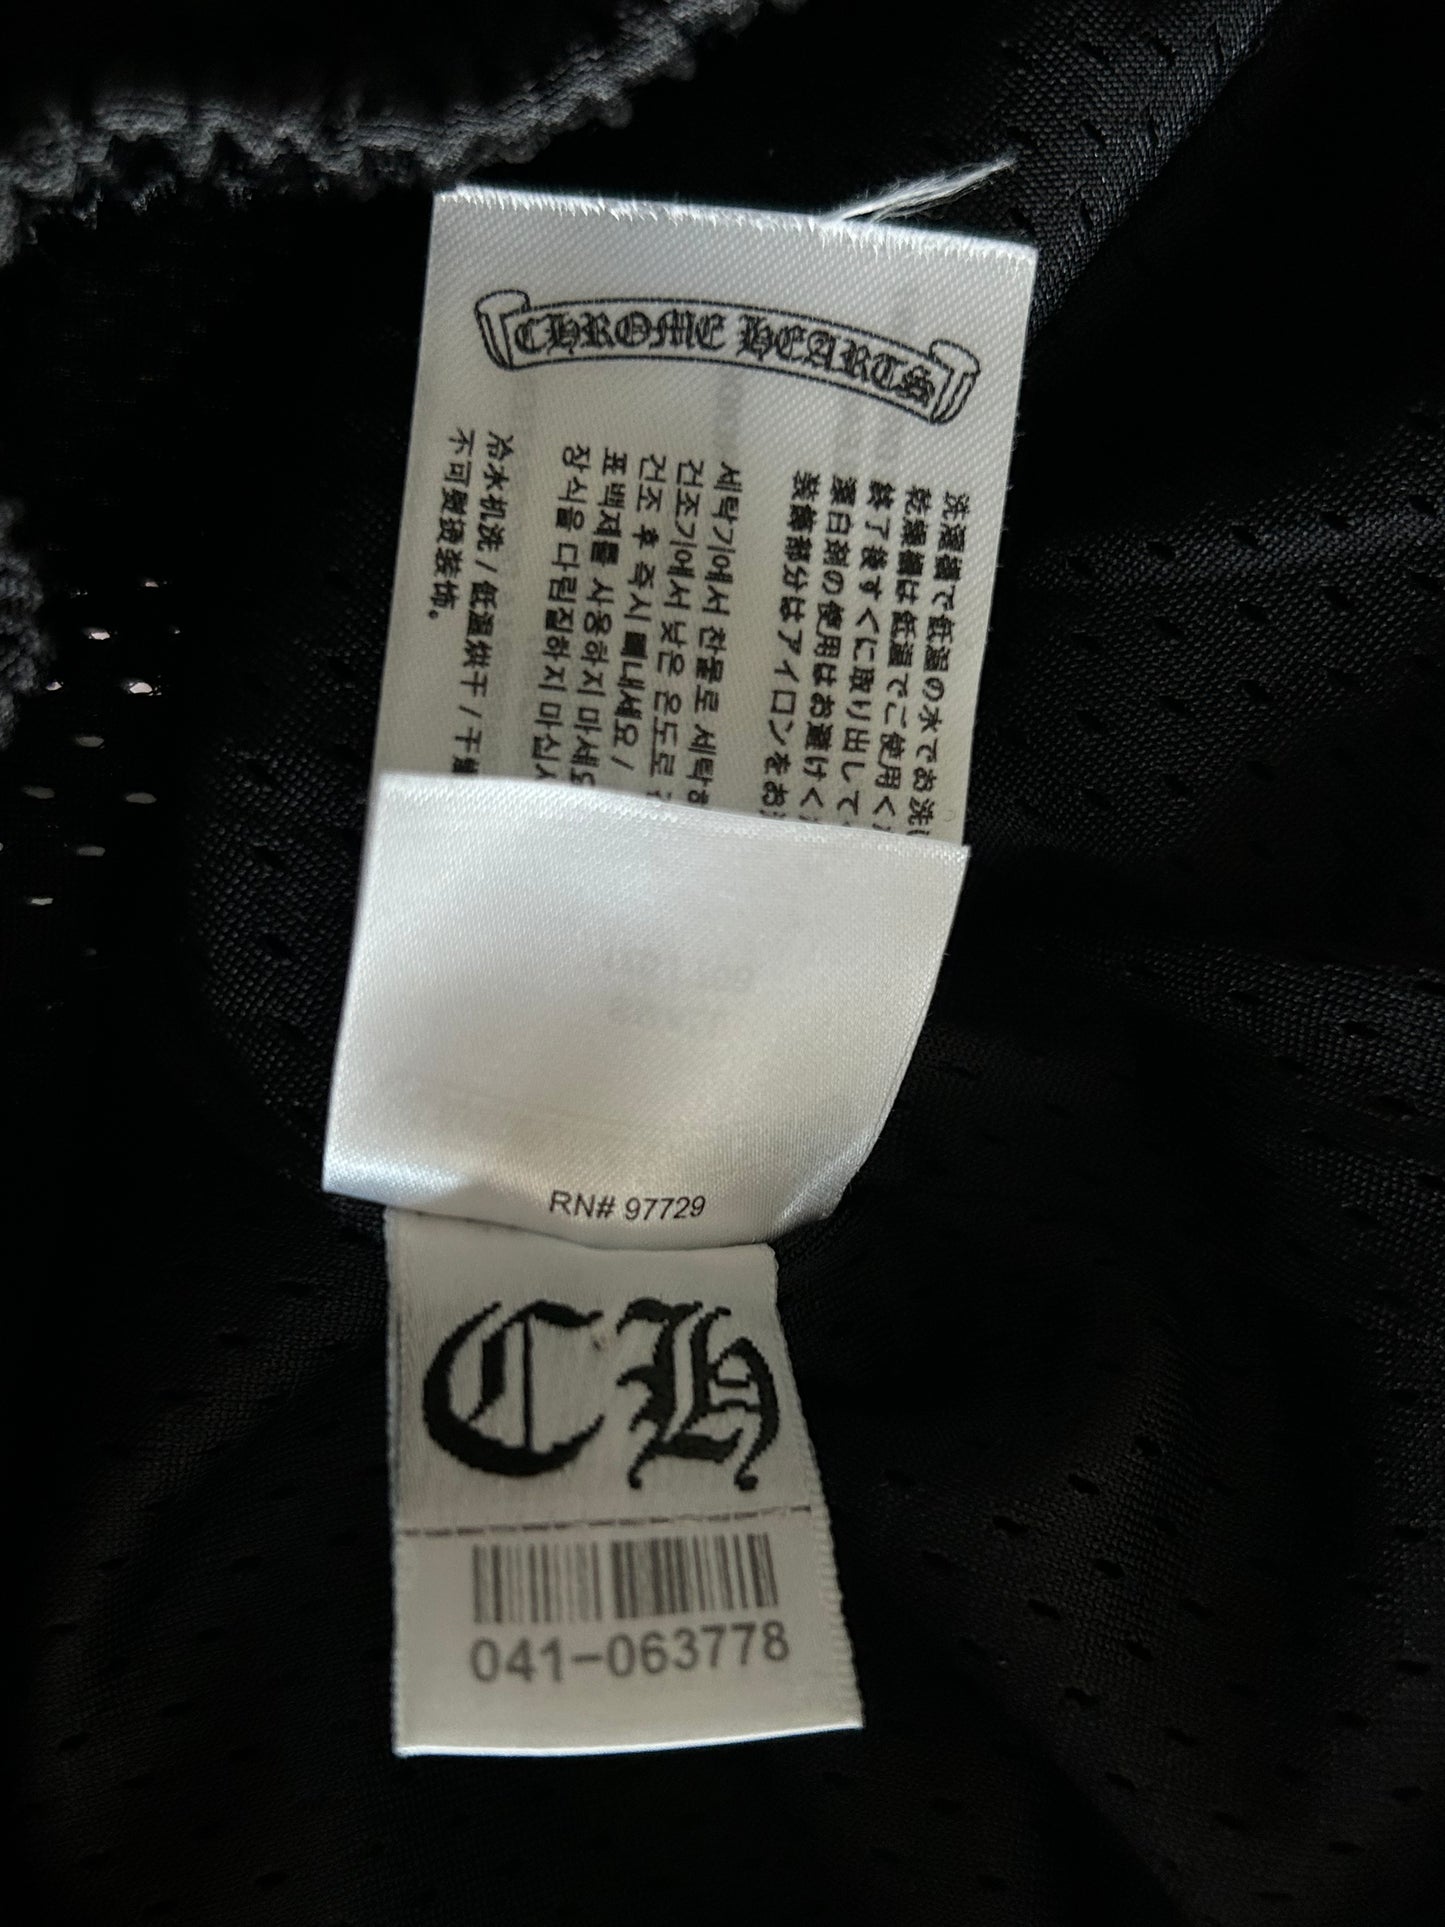 CHROME HEARTS
洗濯機で低温の水でお洗
乾燥機は低温でご使用く
終了後すぐに取り出して
漂白剤の使用はお避けく
装飾部分はアイロンをお
세탁기에서 찬물로 세탁
건조기에서 낮은 온도로
건조 후 즉시 빼내세요 /
표백제를 사용하지 마세요
장식을 다림질하지 마십시
冷水机洗 / 低温烘干 / 干
不可熨烫装饰。
RN# 97729
CH
041-063778